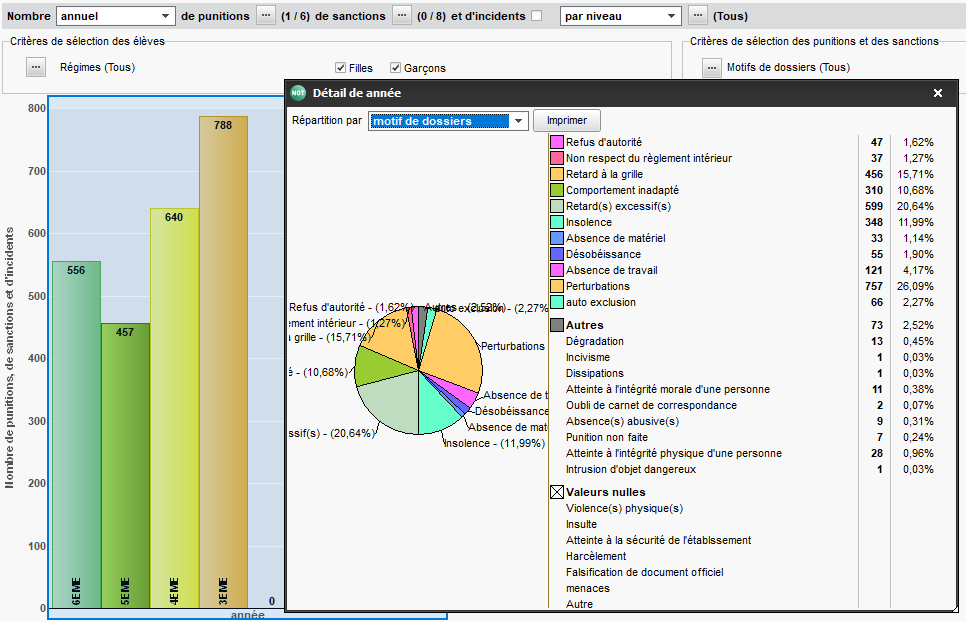 Nombre annuel de punitions ... (1 / 6) de sanctions ... (0 / 8) et d'incidents par niveau ... (Tous)
Critères de sélection des élèves
... Régimes (Tous) Filles Garçons
Critères de sélection des punitions et des sanctions
... Motifs de dossiers (Tous)
Nombre de punitions, de sanctions et d'incidents
800
700
600
500
400
300
200
100
0
556
457
640
788
0
6EME
5EME
4EME
3EME
année
NOT Détail de année
Répartition par motif de dossiers Imprimer
Refus d'autorité - (1,62%)
Autres - (2,52%)
auto exclusion - (2,27%
ement intérieur - (1,27%)
grille - (15,71%)
Perturbations
é - (10,68%)
Absence de t
Désobéissance
Absence de mat
ssif(s) - (20,64%)
Insolence - (11,99%)
Refus d'autorité 47 1,62%
Non respect du règlement intérieur 37 1,27%
Retard à la grille 456 15,71%
Comportement inadapté 310 10,68%
Retard(s) excessif(s) 599 20,64%
Insolence 348 11,99%
Absence de matériel 33 1,14%
Désobéissance 55 1,90%
Absence de travail 121 4,17%
Perturbations 757 26,09%
auto exclusion 66 2,27%
Autres 73 2,52%
Dégradation 13 0,45%
Incivisme 1 0,03%
Dissipations 1 0,03%
Atteinte à l'intégrité morale d'une personne 11 0,38%
Oubli de carnet de correspondance 2 0,07%
Absence(s) abusive(s) 9 0,31%
Punition non faite 7 0,24%
Atteinte à l'intégrité physique d'une personne 28 0,96%
Intrusion d'objet dangereux 1 0,03%
Valeurs nulles
Violence(s) physique(s)
Insulte
Atteinte à la sécurité de l'établssement
Harcèlement
Falsification de document officiel
menaces
Autre